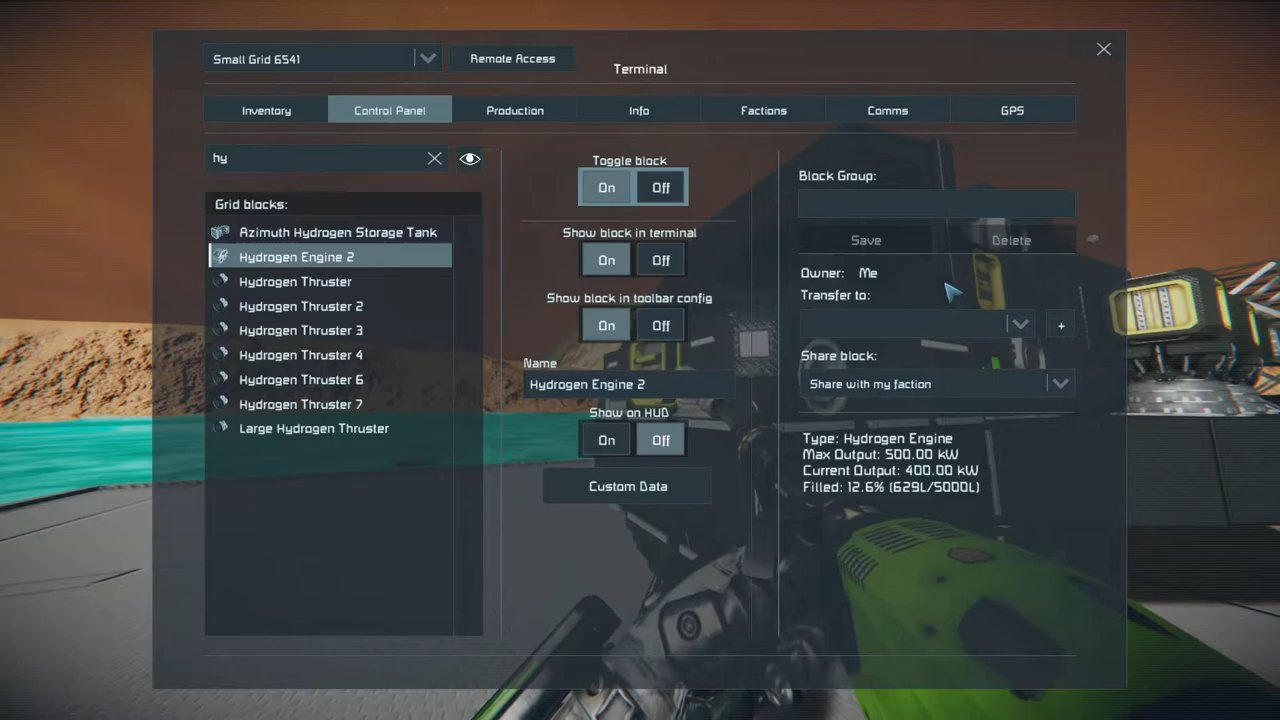 Small Grid 6541
Remote Access
Terminal
Inventory
Control Panel
Production
Info
Factions
Comms
GPS
hy
Grid blocks:
Azimuth Hydrogen Storage Tank
Hydrogen Engine 2
Hydrogen Thruster
Hydrogen Thruster 2
Hydrogen Thruster 3
Hydrogen Thruster 4
Hydrogen Thruster 6
Hydrogen Thruster 7
Large Hydrogen Thruster
Toggle block
On Off
Show block in terminal
On Off
Show block in toolbar config
On Off
Name
Hydrogen Engine 2
Show on HUD
On Off
Custom Data
Block Group:
Save Delete
Owner: Me
Transfer to:
+
Share block:
Share with my faction
Type: Hydrogen Engine
Max Output: 500.00 kW
Current Output: 400.00 kW
Filled: 12.6% (629L/5000L)